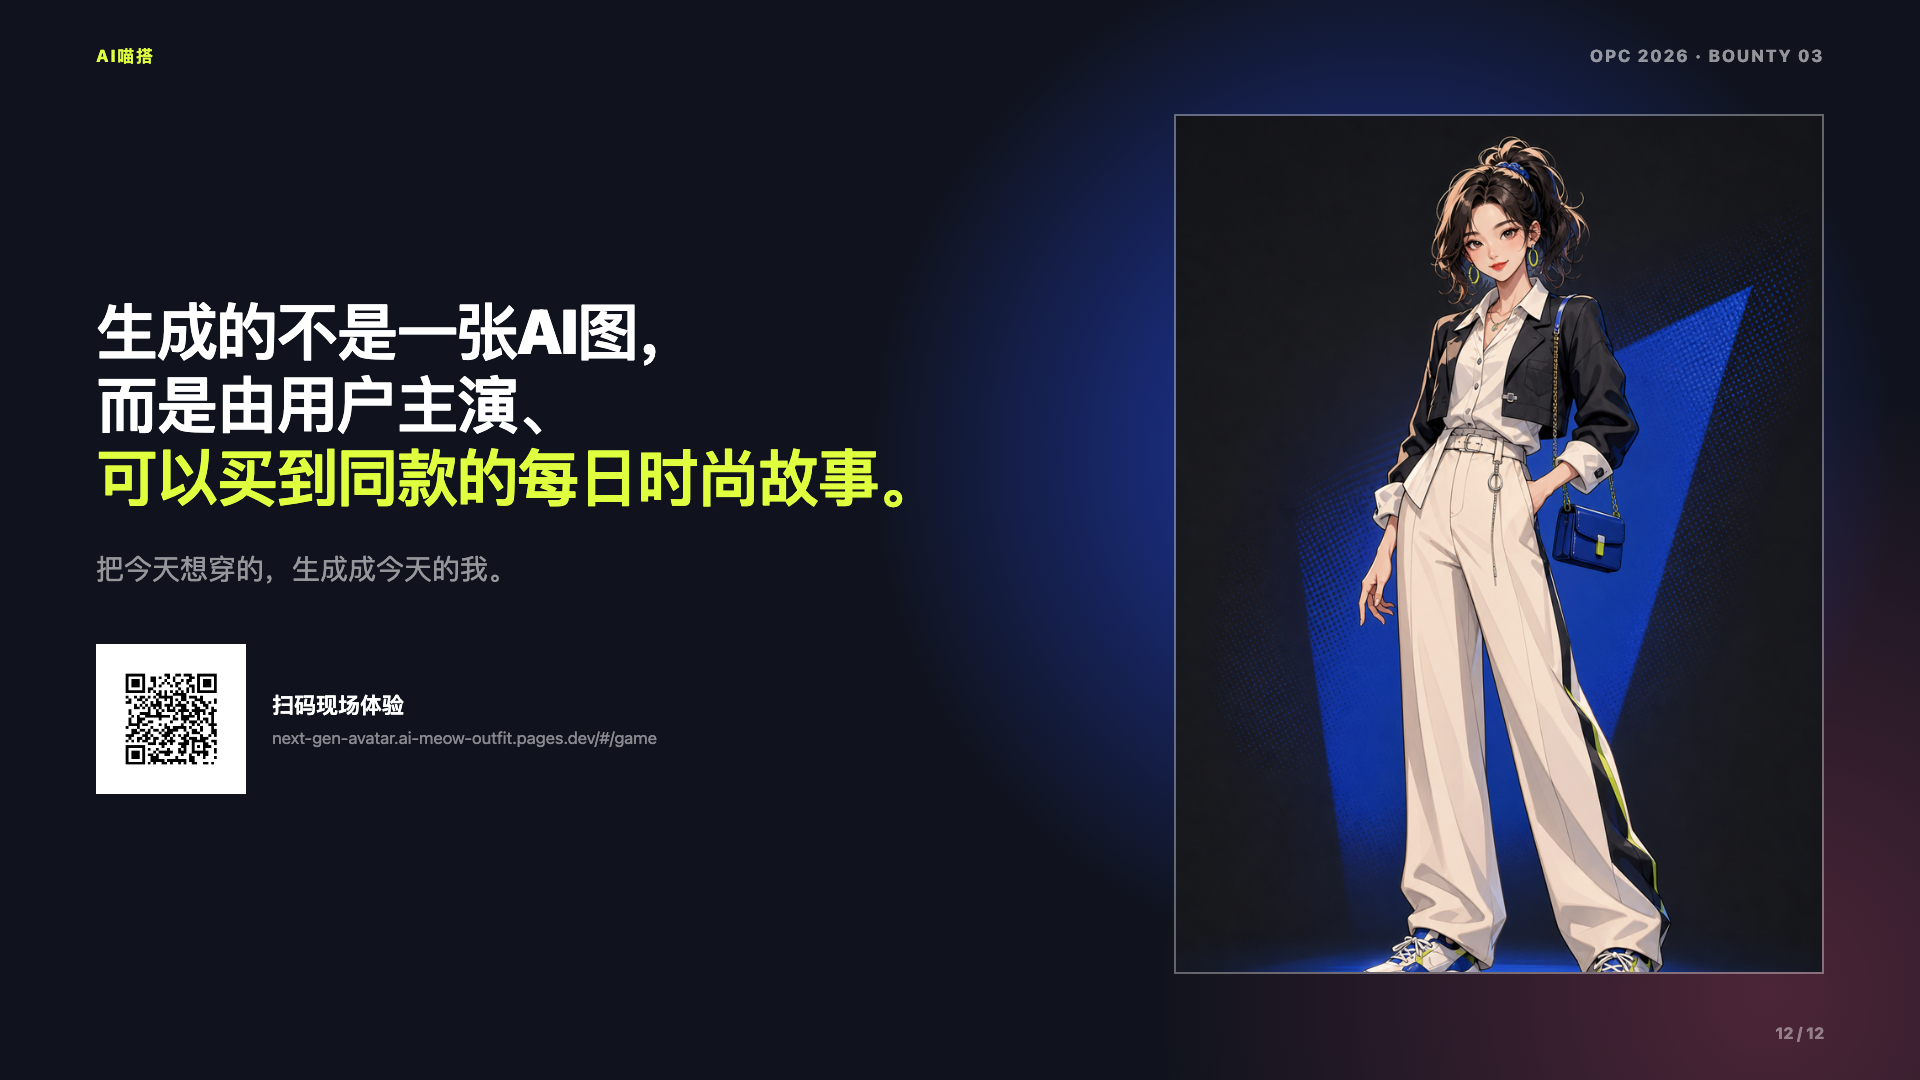 AI喵搭
OPC 2026 · BOUNTY 03
生成的不是一张AI图，
而是由用户主演、
可以买到同款的每日时尚故事。
把今天想穿的，生成成今天的我。
扫码现场体验
next-gen-avatar.ai-meow-outfit.pages.dev/#/game
12 / 12